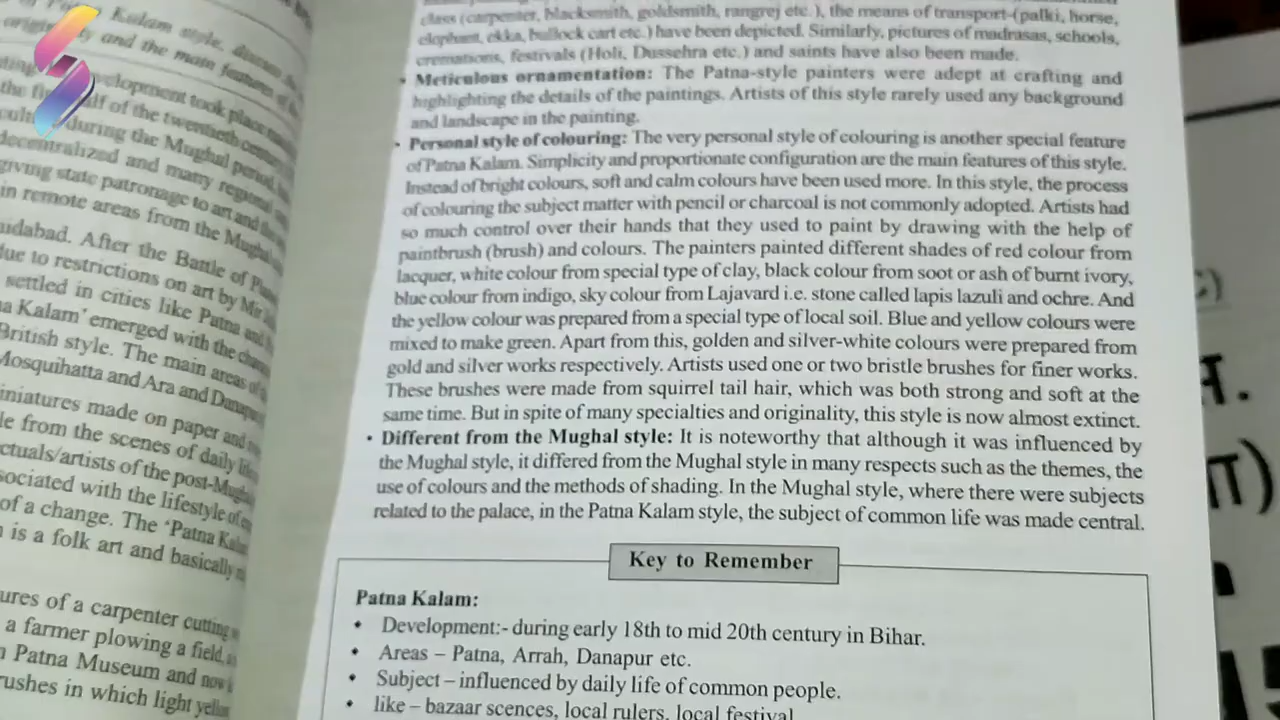 Kalam style, discuss
and the main features of
development took place
the first half of the twentieth century
during the Mughal period,
decentralized and many regional
giving state patronage to art and the
in remote areas from the Mughal
After the Battle of
due to restrictions on art by Mir
settled in cities like Patna and
Kalam' emerged with the
British style. The main areas of
Mosquihatta and Ara and Danapur
miniatures made on paper and
from the scenes of daily life
artists of the post-Mughal
associated with the lifestyle of
of a change. The 'Patna Kalam
is a folk art and basically
of a carpenter cutting
a farmer plowing a field,
Patna Museum and now
brushes in which light yellow
class (carpenter, blacksmith, goldsmith, rangrej etc.), the means of transport-(palki, horse,
elephant, ekka, bullock cart etc.) have been depicted. Similarly, pictures of madrasas, schools,
cremations, festivals (Holi, Dussehra etc.) and saints have also been made.
• Meticulous ornamentation: The Patna-style painters were adept at crafting and
highlighting the details of the paintings. Artists of this style rarely used any background
and landscape in the painting.
• Personal style of colouring: The very personal style of colouring is another special feature
of Patna Kalam. Simplicity and proportionate configuration are the main features of this style.
Instead of bright colours, soft and calm colours have been used more. In this style, the process
of colouring the subject matter with pencil or charcoal is not commonly adopted. Artists had
so much control over their hands that they used to paint by drawing with the help of
paintbrush (brush) and colours. The painters painted different shades of red colour from
lacquer, white colour from special type of clay, black colour from soot or ash of burnt ivory,
blue colour from indigo, sky colour from Lajavard i.e. stone called lapis lazuli and ochre. And
the yellow colour was prepared from a special type of local soil. Blue and yellow colours were
mixed to make green. Apart from this, golden and silver-white colours were prepared from
gold and silver works respectively. Artists used one or two bristle brushes for finer works.
These brushes were made from squirrel tail hair, which was both strong and soft at the
same time. But in spite of many specialties and originality, this style is now almost extinct.
• Different from the Mughal style: It is noteworthy that although it was influenced by
the Mughal style, it differed from the Mughal style in many respects such as the themes, the
use of colours and the methods of shading. In the Mughal style, where there were subjects
related to the palace, in the Patna Kalam style, the subject of common life was made central.
Key to Remember
Patna Kalam:
• Development:- during early 18th to mid 20th century in Bihar.
• Areas – Patna, Arrah, Danapur etc.
• Subject – influenced by daily life of common people.
• like – bazaar scences, local rulers, local festival